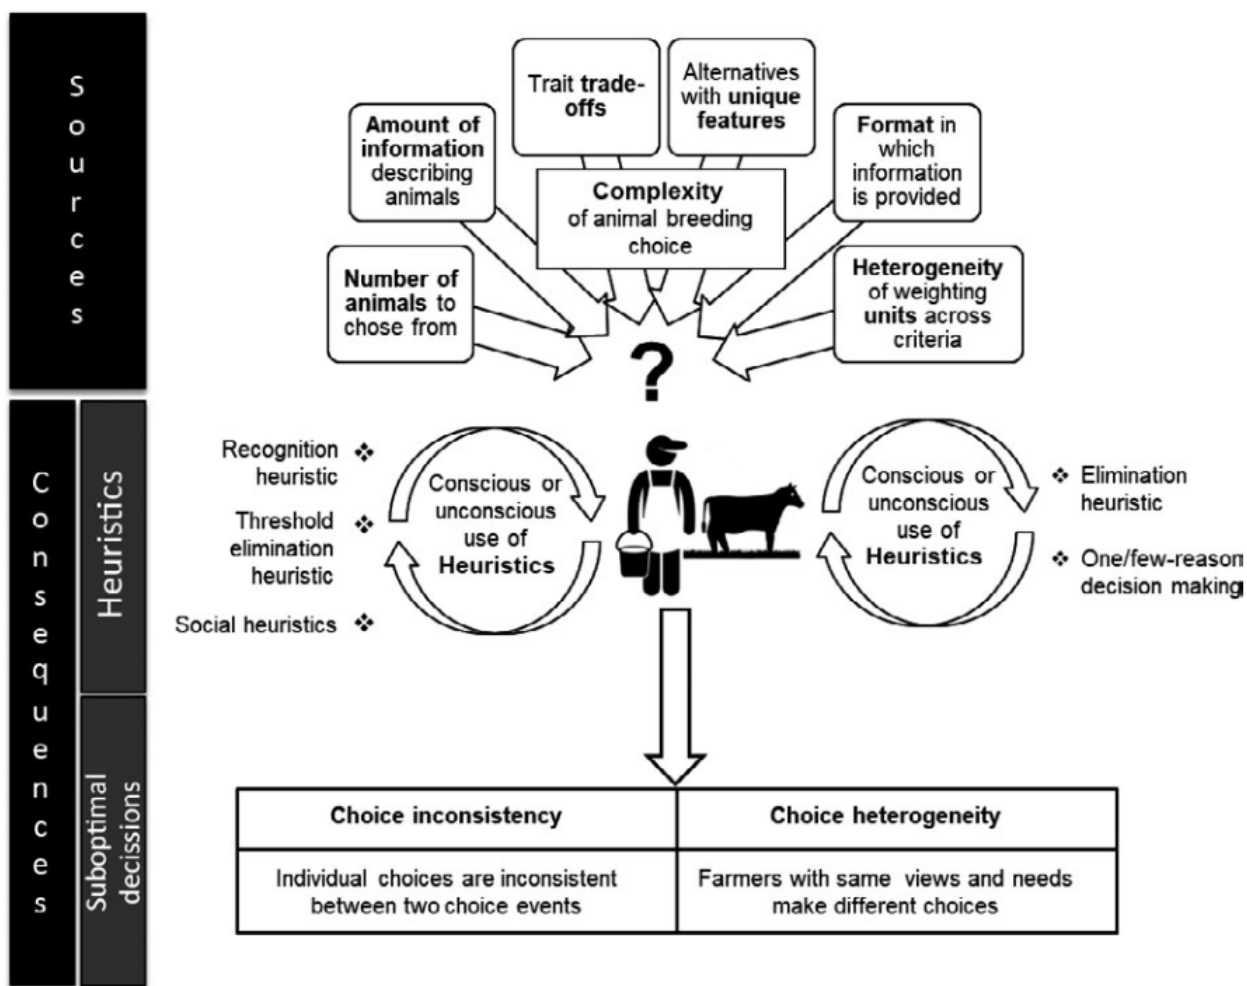 Sources
Trait trade-
offs
Alternatives
with unique
features
Amount of
information
describing
animals
Format in
which
information
is provided
Complexity
of animal breeding
choice
Number of
animals to
chose from
Heterogeneity
of weighting
units across
criteria
?
Consequences
Heuristics
Recognition
heuristic
Threshold
elimination
heuristic
Social heuristics
Conscious or
unconscious
use of
Heuristics
Conscious or
unconscious
use of
Heuristics
Elimination
heuristic
One/few-reason
decision making
Suboptimal
decissions
Choice inconsistency
Choice heterogeneity
Individual choices are inconsistent
between two choice events
Farmers with same views and needs
make different choices